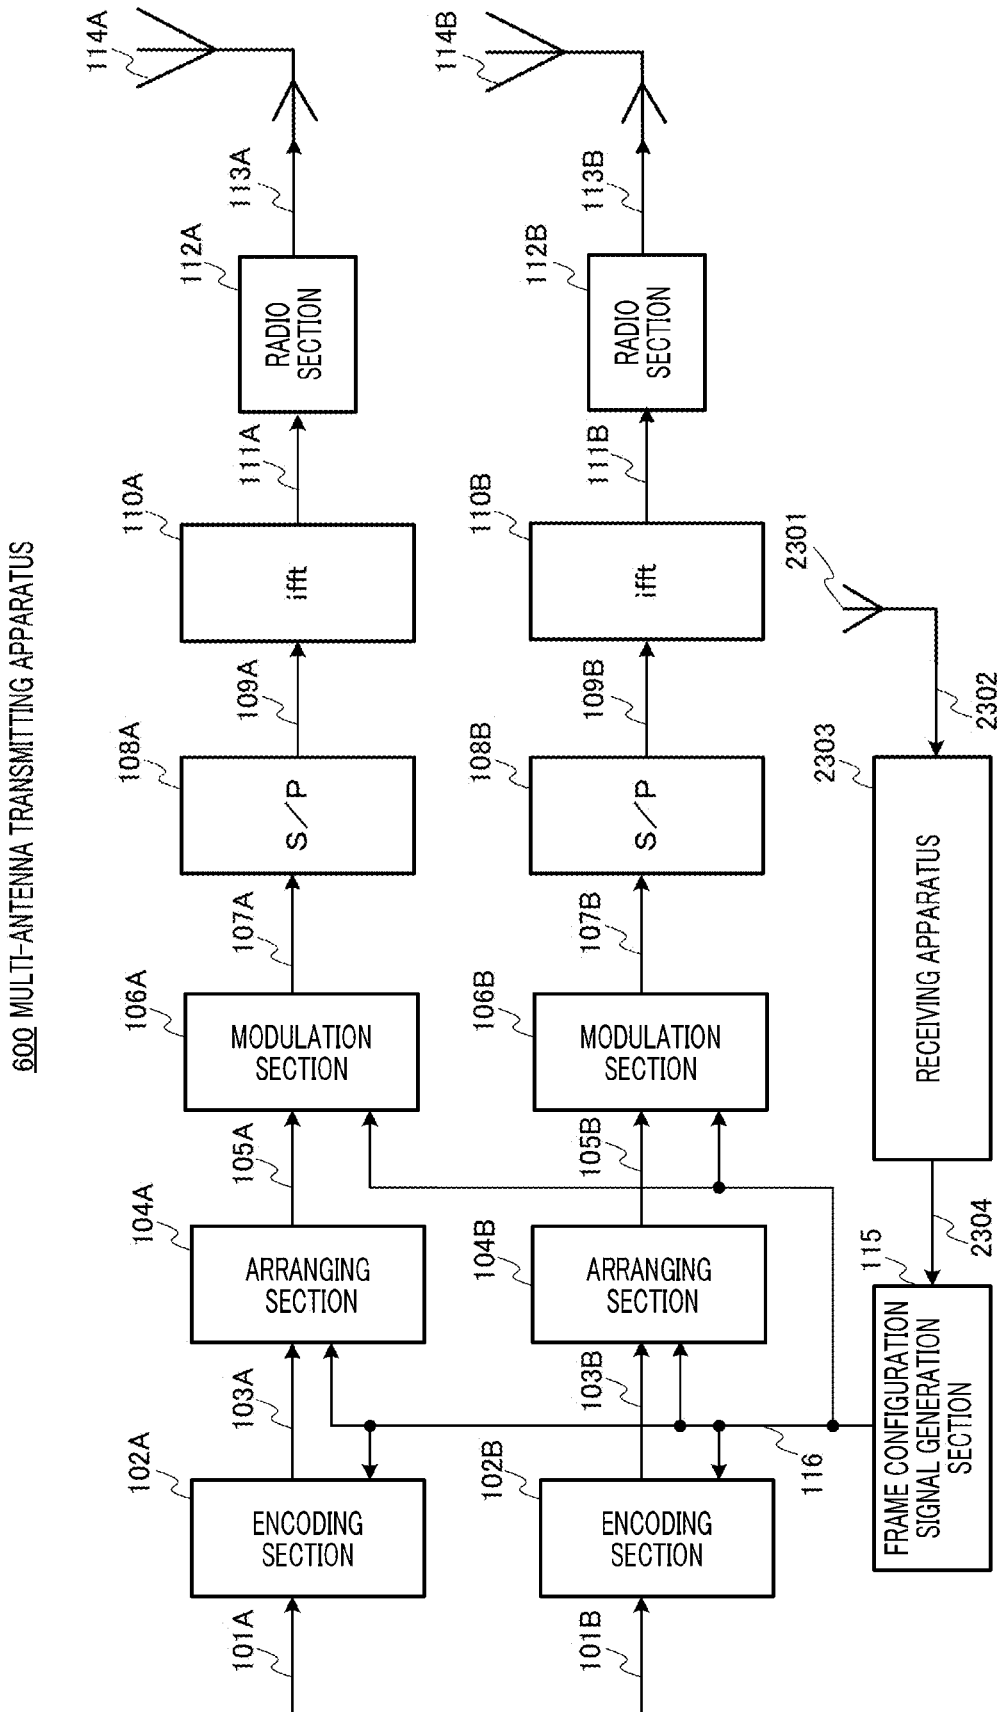 600 MULTI-ANTENNA TRANSMITTING APPARATUS
101A
102A
ENCODING
SECTION
103A
104A
ARRANGING
SECTION
105A
106A
MODULATION
SECTION
107A
108A
S/P
109A
110A
ifft
111A
112A
RADIO
SECTION
113A
114A
101B
102B
ENCODING
SECTION
103B
104B
ARRANGING
SECTION
105B
106B
MODULATION
SECTION
107B
108B
S/P
109B
110B
ifft
111B
112B
RADIO
SECTION
113B
114B
116
115
FRAME CONFIGURATION
SIGNAL GENERATION
SECTION
2304
2303
RECEIVING APPARATUS
2302
2301